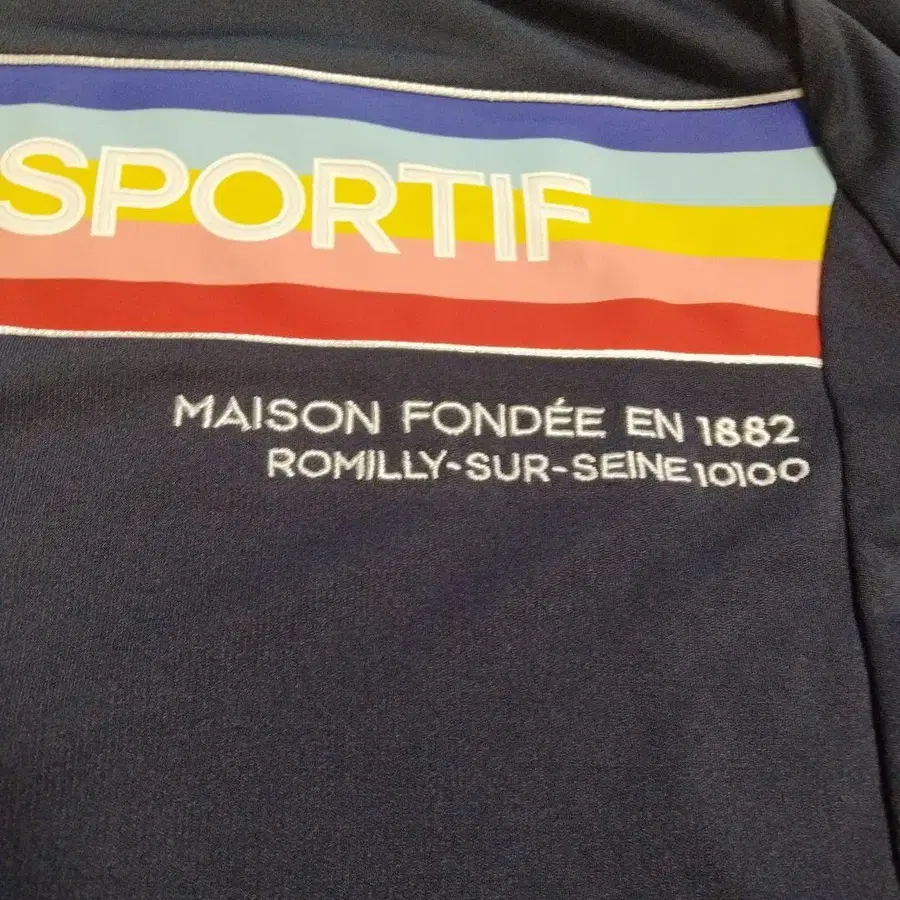 SPORTIF
MAISON FONDÉE EN 1882
ROMILLY-SUR-SEINE 10100